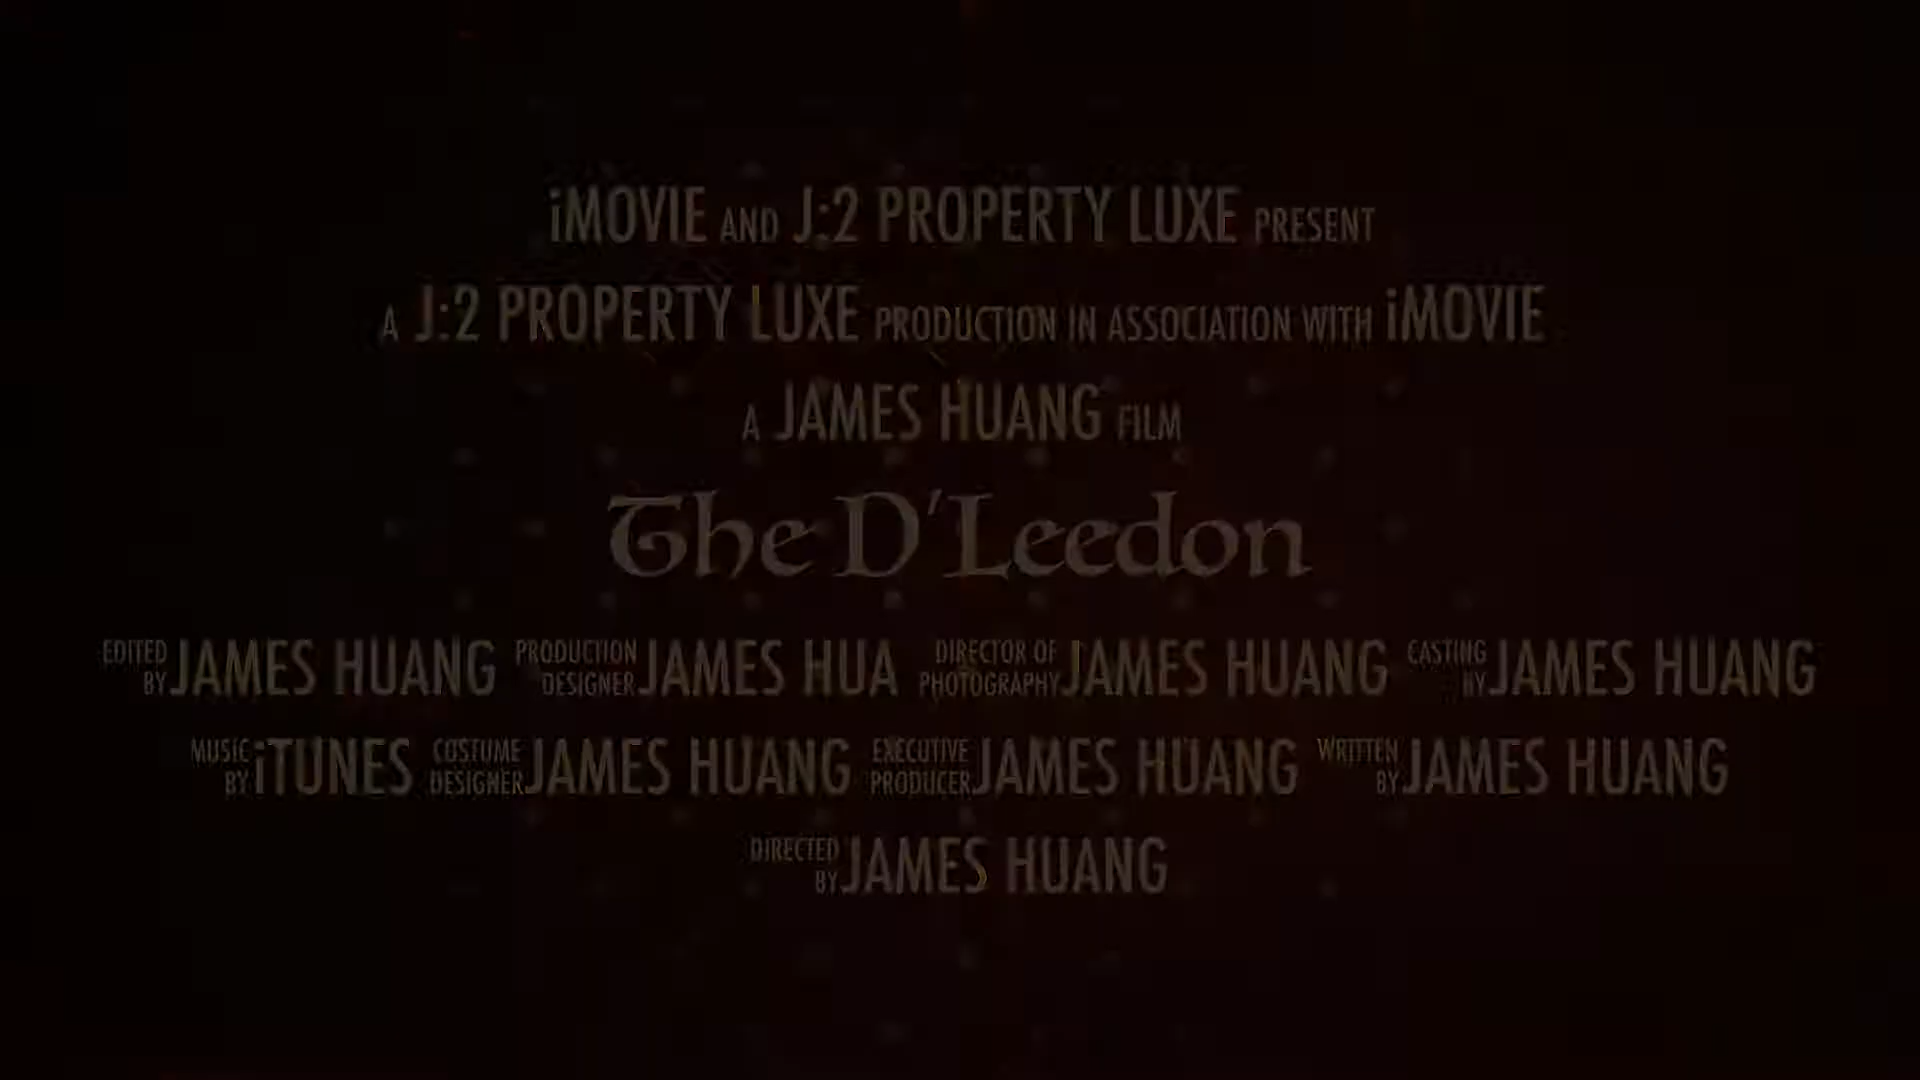 iMOVIE AND J:2 PROPERTY LUXE PRESENT
A J:2 PROPERTY LUXE PRODUCTION IN ASSOCIATION WITH iMOVIE
A JAMES HUANG FILM
The D'Leedon
EDITED BY JAMES HUANG PRODUCTION DESIGNER JAMES HUA DIRECTOR OF PHOTOGRAPHY JAMES HUANG CASTING BY JAMES HUANG
MUSIC BY iTUNES COSTUME DESIGNER JAMES HUANG EXECUTIVE PRODUCER JAMES HUANG WRITTEN BY JAMES HUANG
DIRECTED BY JAMES HUANG